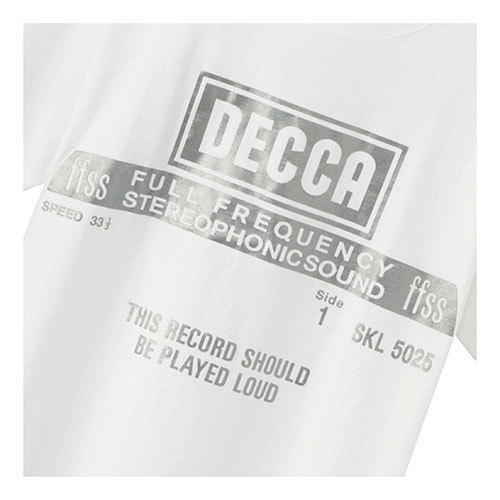 DECCA
ffss FULL FREQUENCY ffss
STEREOPHONIC SOUND
SPEED 33⅓
Side
1
SKL 5025
THIS RECORD SHOULD
BE PLAYED LOUD